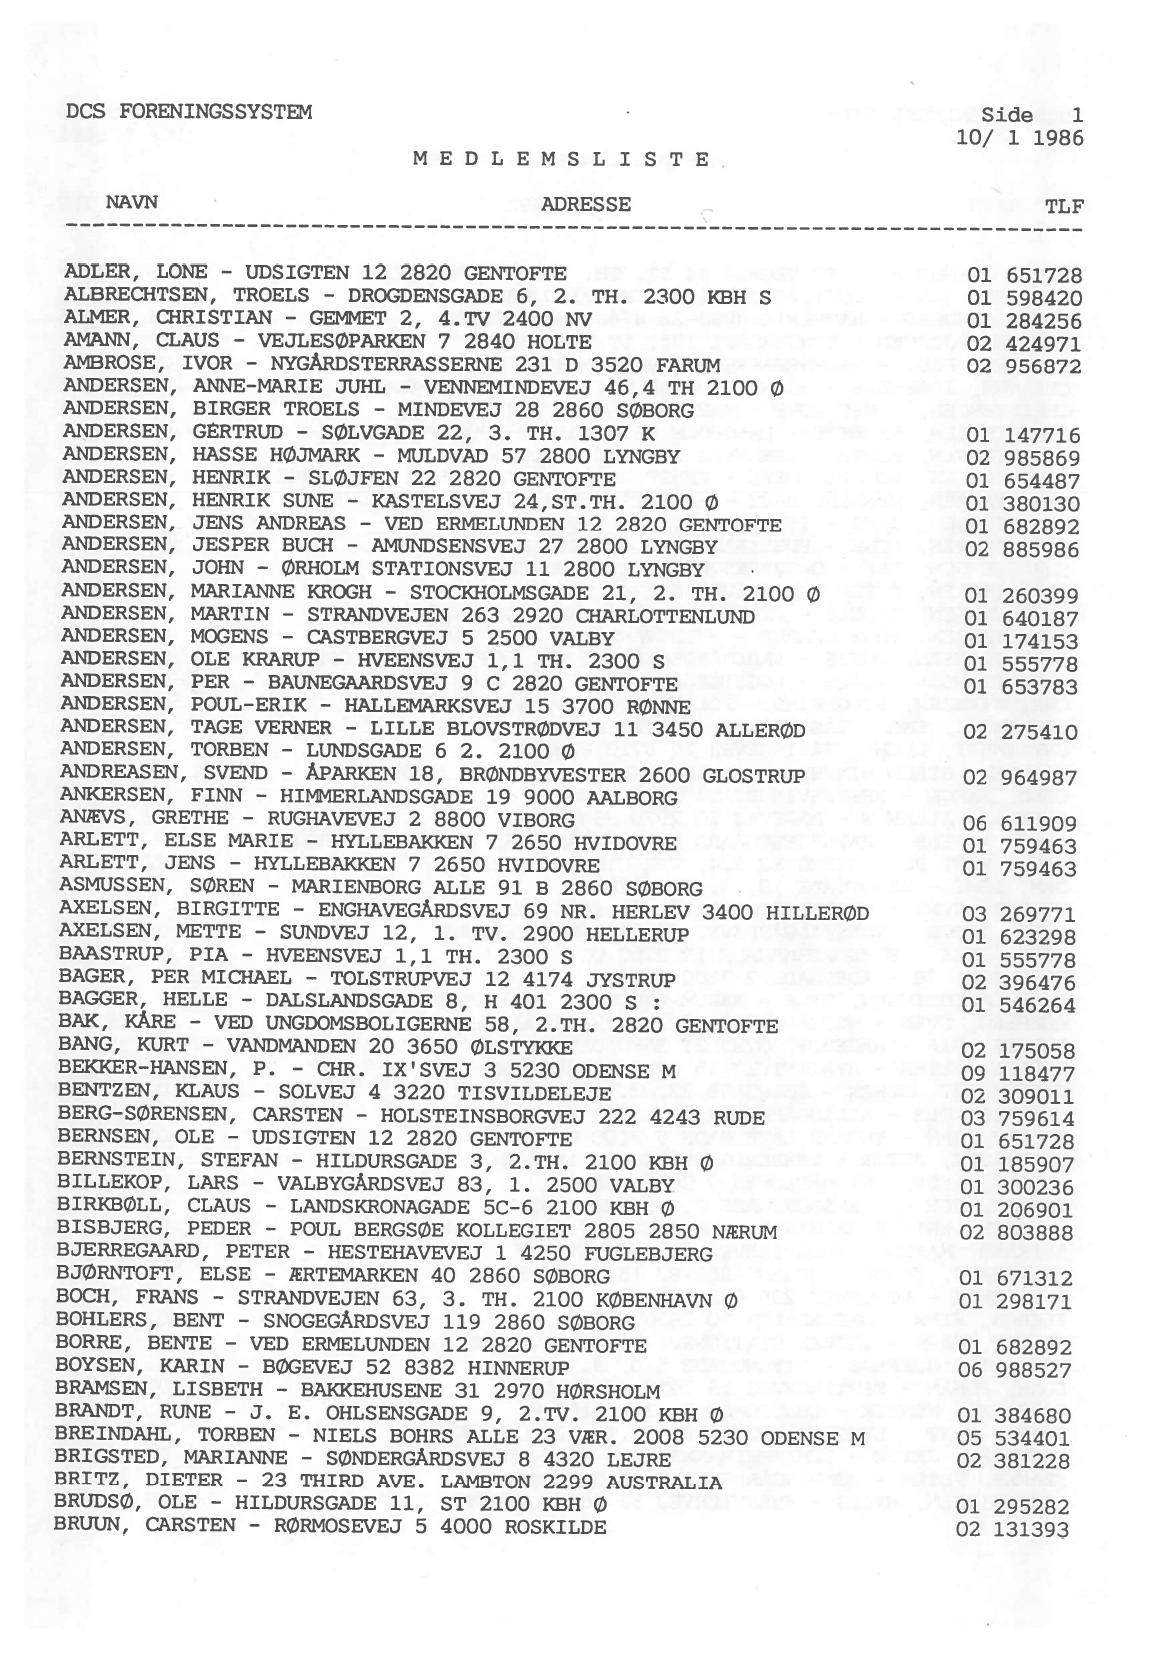 DCS FORENINGSSYSTEM Side 1
10/ 1 1986
M E D L E M S L I S T E
NAVN ADRESSE TLF
ADLER, LONE - UDSIGTEN 12 2820 GENTOFTE 01 651728
ALBRECHTSEN, TROELS - DROGDENSGADE 6, 2. TH. 2300 KBH S 01 598420
ALMER, CHRISTIAN - GEMMET 2, 4.TV 2400 NV 01 284256
AMANN, CLAUS - VEJLESØPARKEN 7 2840 HOLTE 02 424971
AMBROSE, IVOR - NYGÅRDSTERRASSERNE 231 D 3520 FARUM 02 956872
ANDERSEN, ANNE-MARIE JUHL - VENNEMINDEVEJ 46,4 TH 2100 Ø
ANDERSEN, BIRGER TROELS - MINDEVEJ 28 2860 SØBORG
ANDERSEN, GERTRUD - SØLVGADE 22, 3. TH. 1307 K 01 147716
ANDERSEN, HASSE HØJMARK - MULDVAD 57 2800 LYNGBY 02 985869
ANDERSEN, HENRIK - SLØJFEN 22 2820 GENTOFTE 01 654487
ANDERSEN, HENRIK SUNE - KASTELSVEJ 24,ST.TH. 2100 Ø 01 380130
ANDERSEN, JENS ANDREAS - VED ERMELUNDEN 12 2820 GENTOFTE 01 682892
ANDERSEN, JESPER BUCH - AMUNDSENSVEJ 27 2800 LYNGBY 02 885986
ANDERSEN, JOHN - ØRHOLM STATIONSVEJ 11 2800 LYNGBY
ANDERSEN, MARIANNE KROGH - STOCKHOLMSGADE 21, 2. TH. 2100 Ø 01 260399
ANDERSEN, MARTIN - STRANDVEJEN 263 2920 CHARLOTTENLUND 01 640187
ANDERSEN, MOGENS - CASTBERGVEJ 5 2500 VALBY 01 174153
ANDERSEN, OLE KRARUP - HVEENSVEJ 1,1 TH. 2300 S 01 555778
ANDERSEN, PER - BAUNEGAARDSVEJ 9 C 2820 GENTOFTE 01 653783
ANDERSEN, POUL-ERIK - HALLEMARKSVEJ 15 3700 RØNNE
ANDERSEN, TAGE VERNER - LILLE BLOVSTRØDVEJ 11 3450 ALLERØD 02 275410
ANDERSEN, TORBEN - LUNDSGADE 6 2. 2100 Ø
ANDREASEN, SVEND - ÅPARKEN 18, BRØNDBYVESTER 2600 GLOSTRUP 02 964987
ANKERSEN, FINN - HIMMERLANDSGADE 19 9000 AALBORG
ANÆVS, GRETHE - RUGHAVEVEJ 2 8800 VIBORG 06 611909
ARLETT, ELSE MARIE - HYLLEBAKKEN 7 2650 HVIDOVRE 01 759463
ARLETT, JENS - HYLLEBAKKEN 7 2650 HVIDOVRE 01 759463
ASMUSSEN, SØREN - MARIENBORG ALLE 91 B 2860 SØBORG
AXELSEN, BIRGITTE - ENGHAVEGÅRDSVEJ 69 NR. HERLEV 3400 HILLERØD 03 269771
AXELSEN, METTE - SUNDVEJ 12, 1. TV. 2900 HELLERUP 01 623298
BAASTRUP, PIA - HVEENSVEJ 1,1 TH. 2300 S 01 555778
BAGER, PER MICHAEL - TOLSTRUPVEJ 12 4174 JYSTRUP 02 396476
BAGGER, HELLE - DALSLANDSGADE 8, H 401 2300 S : 01 546264
BAK, KÅRE - VED UNGDOMSBOLIGERNE 58, 2.TH. 2820 GENTOFTE
BANG, KURT - VANDMANDEN 20 3650 ØLSTYKKE 02 175058
BEKKER-HANSEN, P. - CHR. IX'SVEJ 3 5230 ODENSE M 09 118477
BENTZEN, KLAUS - SOLVEJ 4 3220 TISVILDELEJE 02 309011
BERG-SØRENSEN, CARSTEN - HOLSTEINSBORGVEJ 222 4243 RUDE 03 759614
BERNSEN, OLE - UDSIGTEN 12 2820 GENTOFTE 01 651728
BERNSTEIN, STEFAN - HILDURSGADE 3, 2.TH. 2100 KBH Ø 01 185907
BILLEKOP, LARS - VALBYGÅRDSVEJ 83, 1. 2500 VALBY 01 300236
BIRKBØLL, CLAUS - LANDSKRONAGADE 5C-6 2100 KBH Ø 01 206901
BISBJERG, PEDER - POUL BERGSØE KOLLEGIET 2805 2850 NÆRUM 02 803888
BJERREGAARD, PETER - HESTEHAVEVEJ 1 4250 FUGLEBJERG
BJØRNTOFT, ELSE - ÆRTEMARKEN 40 2860 SØBORG 01 671312
BOCH, FRANS - STRANDVEJEN 63, 3. TH. 2100 KØBENHAVN Ø 01 298171
BOHLERS, BENT - SNOGEGÅRDSVEJ 119 2860 SØBORG
BORRE, BENTE - VED ERMELUNDEN 12 2820 GENTOFTE 01 682892
BOYSEN, KARIN - BØGEVEJ 52 8382 HINNERUP 06 988527
BRAMSEN, LISBETH - BAKKEHUSENE 31 2970 HØRSHOLM
BRANDT, RUNE - J. E. OHLSENSGADE 9, 2.TV. 2100 KBH Ø 01 384680
BREINDAHL, TORBEN - NIELS BOHRS ALLE 23 VÆR. 2008 5230 ODENSE M 05 534401
BRIGSTED, MARIANNE - SØNDERGÅRDSVEJ 8 4320 LEJRE 02 381228
BRITZ, DIETER - 23 THIRD AVE. LAMBTON 2299 AUSTRALIA
BRUDSØ, OLE - HILDURSGADE 11, ST 2100 KBH Ø 01 295282
BRUUN, CARSTEN - RØRMOSEVEJ 5 4000 ROSKILDE 02 131393